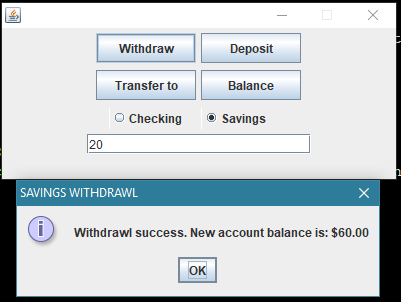 Withdraw Deposit
Transfer to Balance
Checking Savings
20
SAVINGS WITHDRAWL
Withdrawl success. New account balance is: $60.00
OK